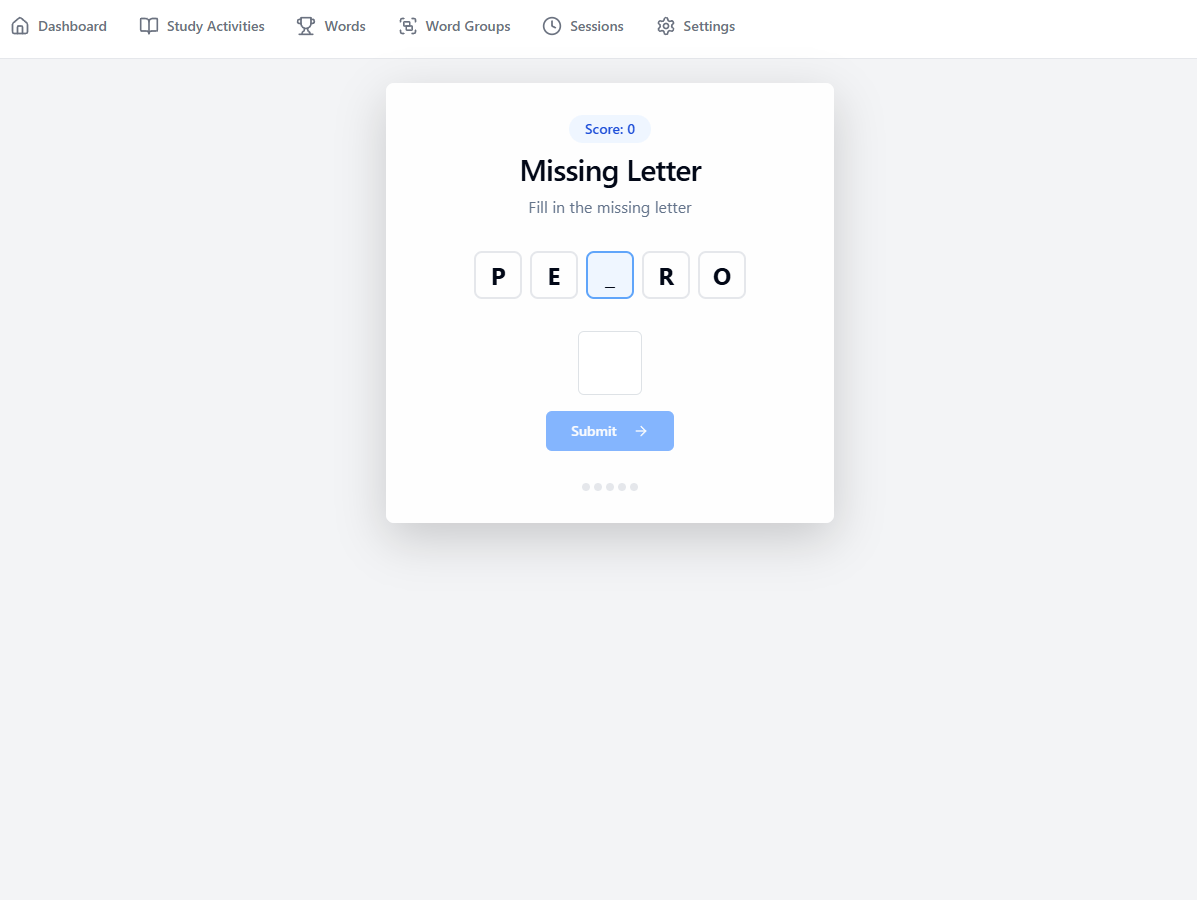 Dashboard Study Activities Words Word Groups Sessions Settings
Score: 0
Missing Letter
Fill in the missing letter
P E _ R O
Submit